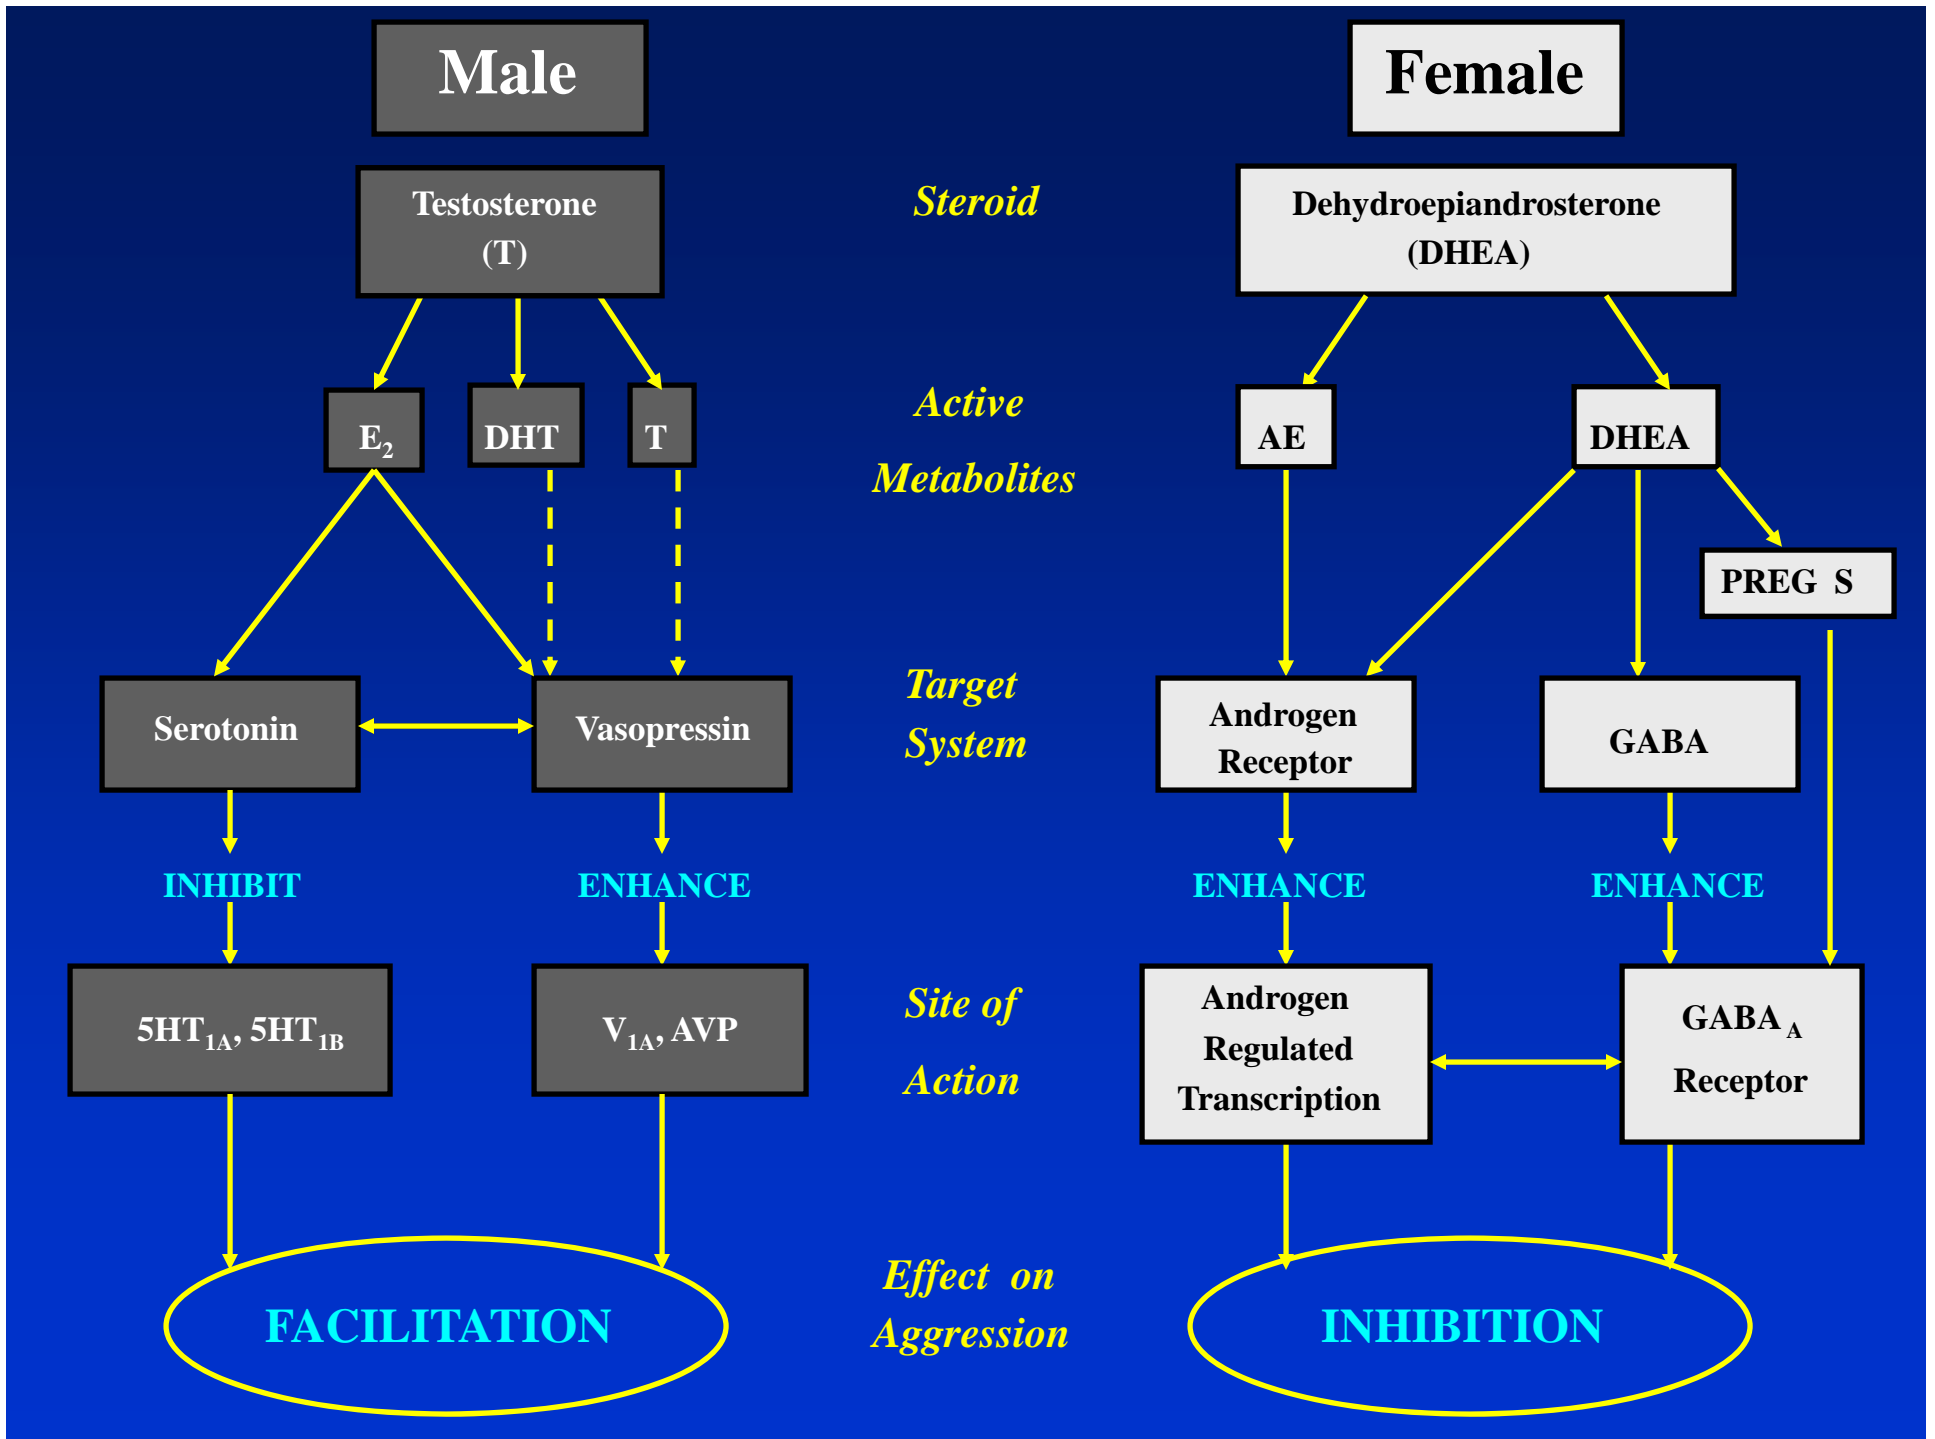 Male
Female
Testosterone
(T)
Steroid
Dehydroepiandrosterone
(DHEA)
E2
DHT
T
Active
Metabolites
AE
DHEA
PREG S
Serotonin
Vasopressin
Target
System
Androgen
Receptor
GABA
INHIBIT
ENHANCE
ENHANCE
ENHANCE
5HT1A, 5HT1B
V1A, AVP
Site of
Action
Androgen
Regulated
Transcription
GABA A
Receptor
FACILITATION
Effect on
Aggression
INHIBITION